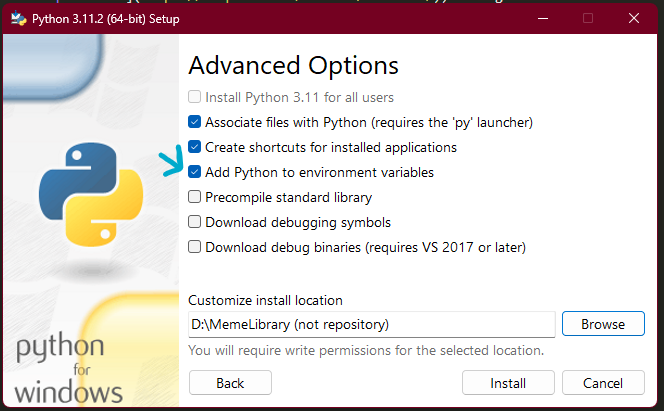 Python 3.11.2 (64-bit) Setup
Advanced Options
Install Python 3.11 for all users
Associate files with Python (requires the 'py' launcher)
Create shortcuts for installed applications
Add Python to environment variables
Precompile standard library
Download debugging symbols
Download debug binaries (requires VS 2017 or later)
Customize install location
D:\MemeLibrary (not repository)
Browse
You will require write permissions for the selected location.
python
for
windows
Back
Install
Cancel